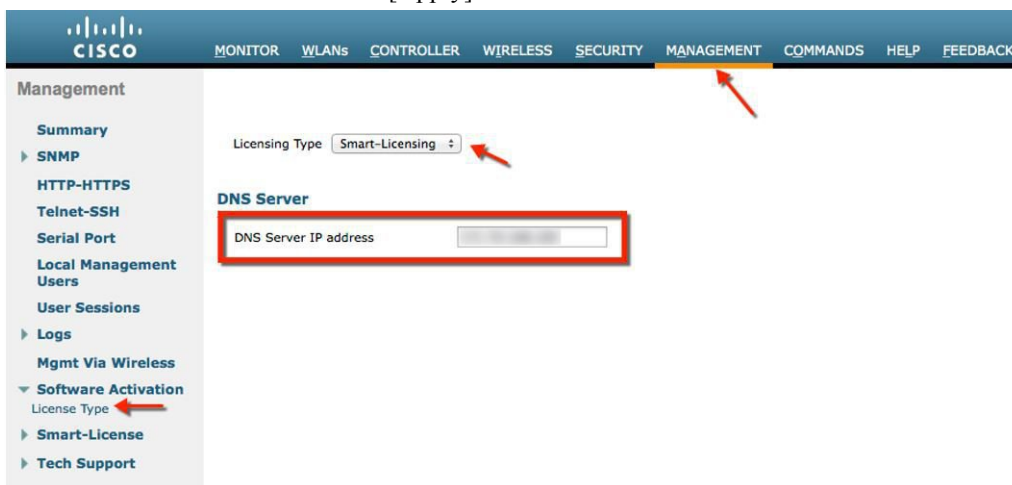 [Apply]
CISCO
MONITOR WLANs CONTROLLER WIRELESS SECURITY MANAGEMENT COMMANDS HELP FEEDBACK
Management
Summary
SNMP
HTTP-HTTPS
Telnet-SSH
Serial Port
Local Management
Users
User Sessions
Logs
Mgmt Via Wireless
Software Activation
License Type
Smart-License
Tech Support
Licensing Type Smart-Licensing
DNS Server
DNS Server IP address